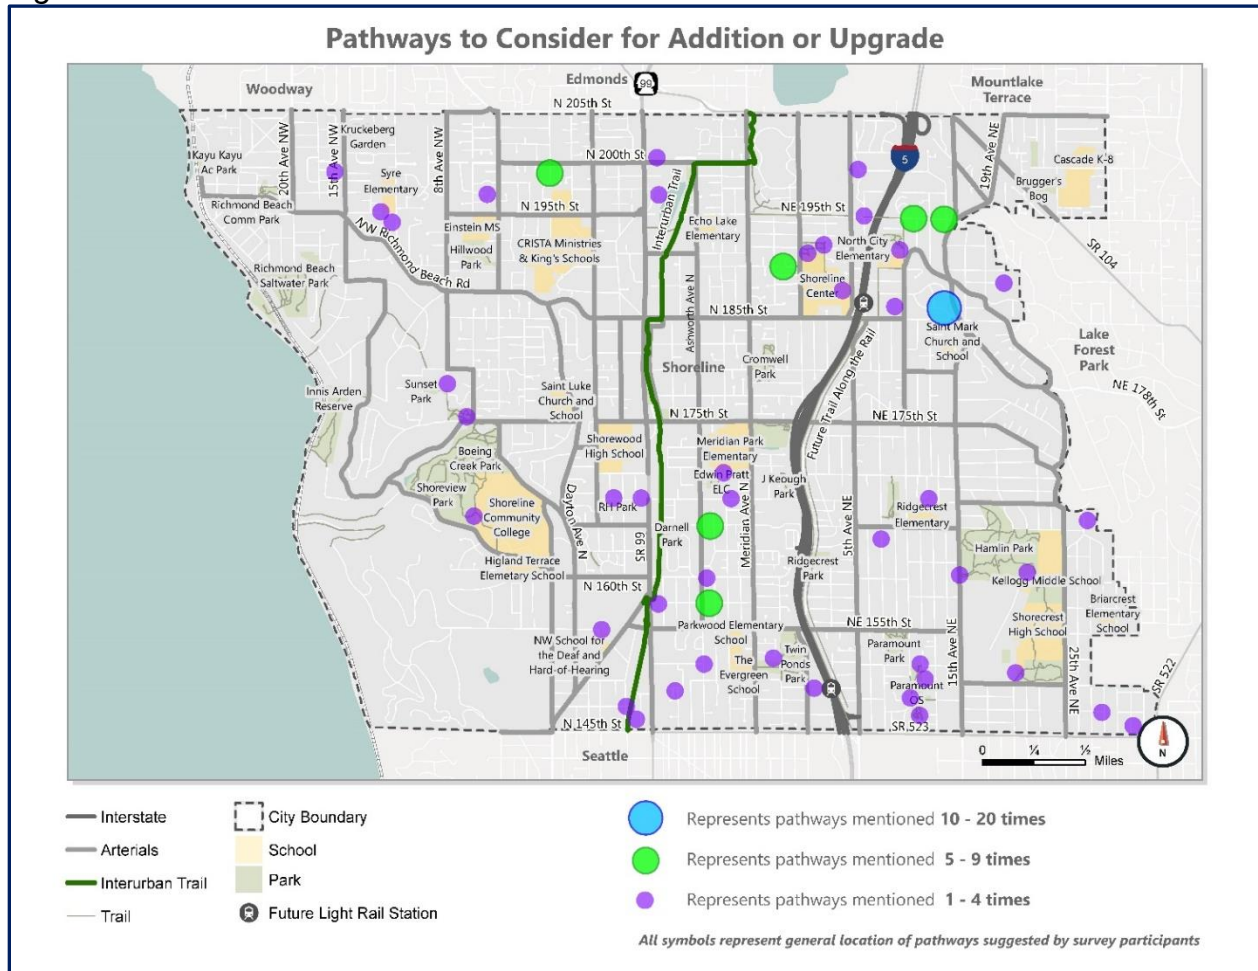 Pathways to Consider for Addition or Upgrade
Edmonds
99
Woodway
Mountlake
Terrace
N 205th St
20th Ave NW
15th Ave NW
Kruckeberg
Garden
8th Ave NW
N 200th St
5
19th Ave NE
Cascade K-8
Kayu Kayu
Ac Park
Syre
Elementary
Brugger's
Bog
Richmond Beach
Comm Park
N 195th St
Interurban Trail
NE 195th St
Echo Lake
Elementary
NW Richmond Beach Rd
Einstein MS
Hillwood
Park
CRISTA Ministries
& King's Schools
North City
Elementary
SR 104
Richmond Beach
Saltwater Park
Ashworth Ave N
Shoreline
Center
N 185th St
Saint Mark
Church and
School
Lake
Forest
Park
Shoreline
Cromwell
Park
Future Trail Along the Rail
Innis Arden
Reserve
Sunset
Park
Saint Luke
Church and
School
NE 178th St
N 175th St
NE 175th St
Shorewood
High School
Meridian Park
Elementary
Boeing
Creek Park
Edwin Pratt
ELC
J Keough
Park
Shoreview
Park
Shoreline
Community
College
Dayton Ave N
RH Park
SR 99
Darnell
Park
Meridian Ave N
5th Ave NE
Ridgecrest
Elementary
Hamlin Park
Higland Terrace
Elemetary School
Ridgecrest
Park
Kellogg Middle School
N 160th St
Briarcrest
Elementary
School
Parkwood Elementary
School
NE 155th St
Shorecrest
High School
NW School for
the Deaf and
Hard-of-Hearing
The
Evergreen
School
Twin
Ponds
Park
Paramount
Park
15th Ave NE
Paramount
OS
25th Ave NE
SR 522
N 145th St
SR 523
Seattle
N
0 ¼ ½
Miles
Interstate
Arterials
Interurban Trail
Trail
City Boundary
School
Park
Future Light Rail Station
Represents pathways mentioned 10 - 20 times
Represents pathways mentioned 5 - 9 times
Represents pathways mentioned 1 - 4 times
All symbols represent general location of pathways suggested by survey participants